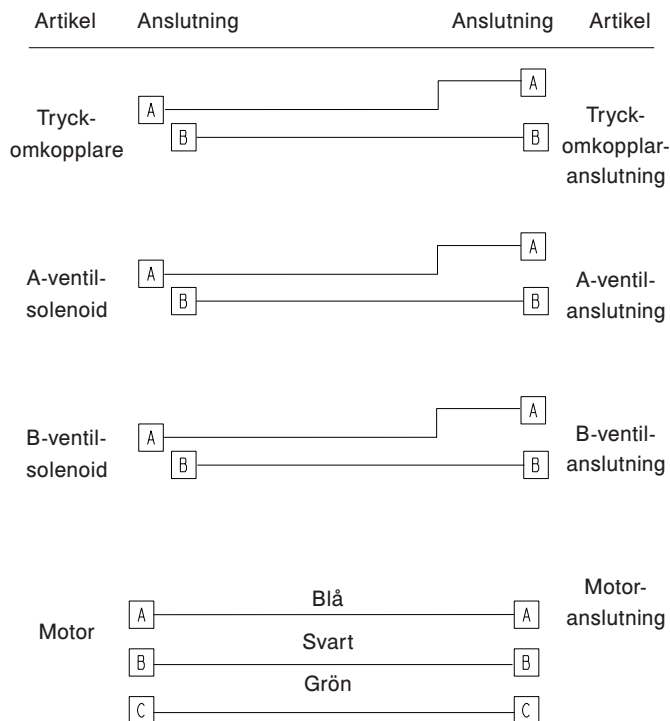 Artikel Anslutning Anslutning Artikel
A
A
Tryck-
omkopplare
B
B
Tryck-
omkopplar-
anslutning
A
A
A-ventil-
solenoid
B
B
A-ventil-
anslutning
A
A
B-ventil-
solenoid
B
B
B-ventil-
anslutning
Motor
A
Blå
A
Motor-
anslutning
B
Svart
B
C
Grön
C